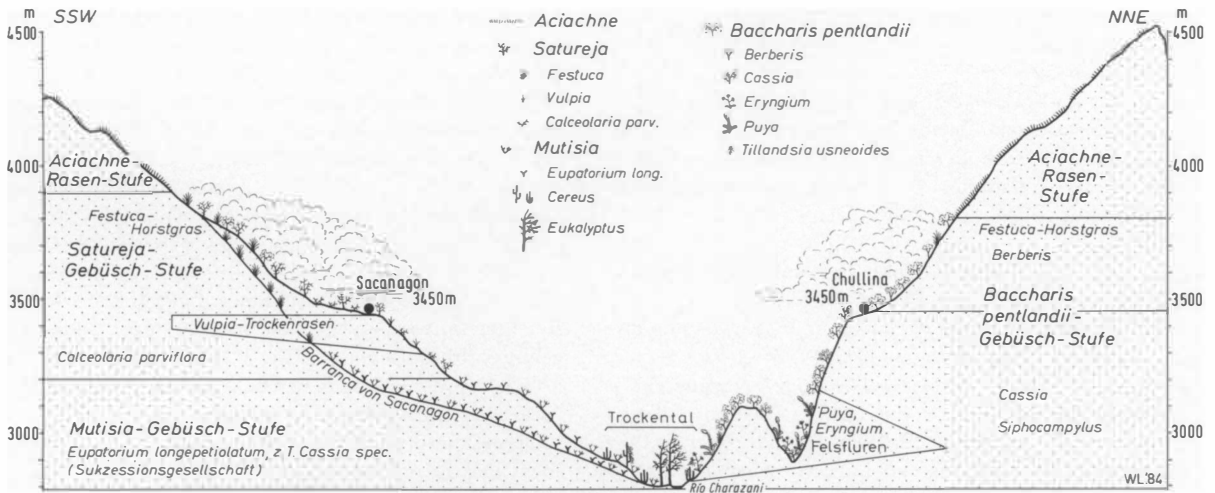 m SSW
4500
4000
3500
3000
Aciachne
Satureja
Festuca
Vulpia
Calceolaria parv.
Mutisia
Eupatorium long.
Cereus
Eukalyptus
Baccharis pentlandii
Berberis
Cassia
Eryngium
Puya
Tillandsia usneoides
NNE m
4500
4000
3500
3000
Aciachne-
Rasen-Stufe
Festuca-
Horstgras
Satureja-
Gebüsch-Stufe
Vulpia-Trockenrasen
Calceolaria parviflora
Mutisia-Gebüsch-Stufe
Eupatorium longepetiolatum, z.T. Cassia spec.
(Sukzessionsgesellschaft)
Sacanagon
3450m
Barranca von Sacanagon
Trockental
Río Charazani
Chullina
3450m
Puya,
Eryngium
Felsfluren
Aciachne-
Rasen-
Stufe
Festuca-Horstgras
Berberis
Baccharis
pentlandii-
Gebüsch-Stufe
Cassia
Siphocampylus
WL.'84